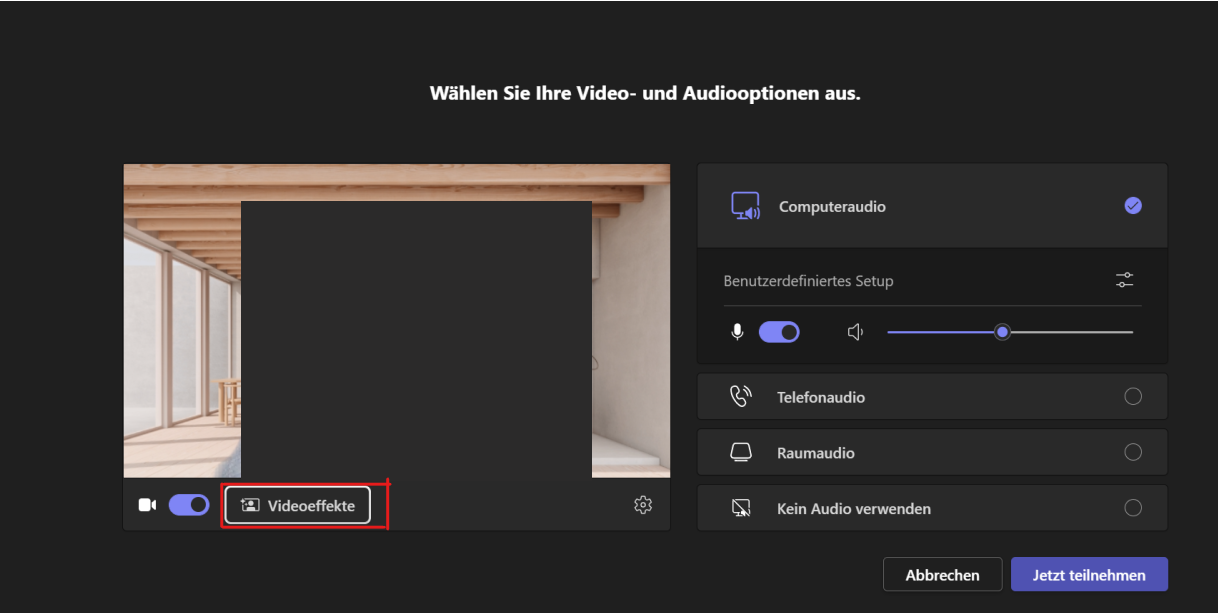 Wählen Sie Ihre Video- und Audiooptionen aus.
Computeraudio
Benutzerdefiniertes Setup
Telefonaudio
Raumaudio
Videoeffekte
Kein Audio verwenden
Abbrechen
Jetzt teilnehmen